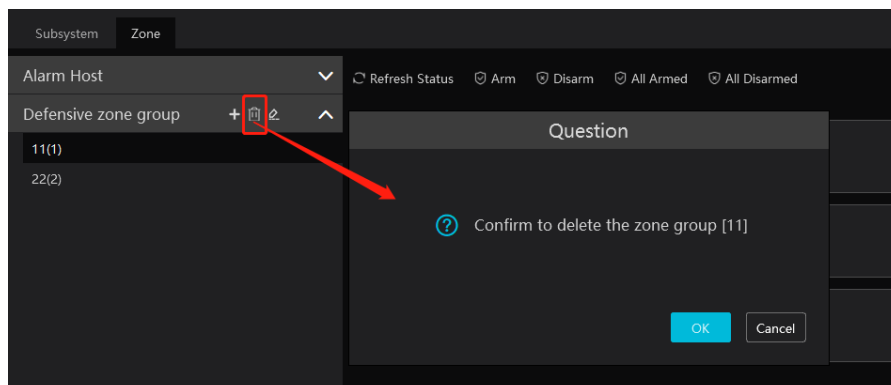 Subsystem Zone
Alarm Host
Refresh Status Arm Disarm All Armed All Disarmed
Defensive zone group
11(1)
22(2)
Question
Confirm to delete the zone group [11]
OK Cancel